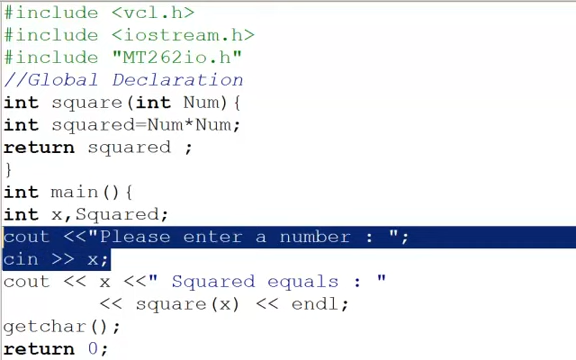 #include <vcl.h>
#include <iostream.h>
#include "MT262io.h"
//Global Declaration
int square(int Num){
int squared=Num*Num;
return squared ;
}
int main(){
int x,Squared;
cout <<"Please enter a number : ";
cin >> x;
cout << x <<" Squared equals : "
<< square(x) << endl;
getchar();
return 0;